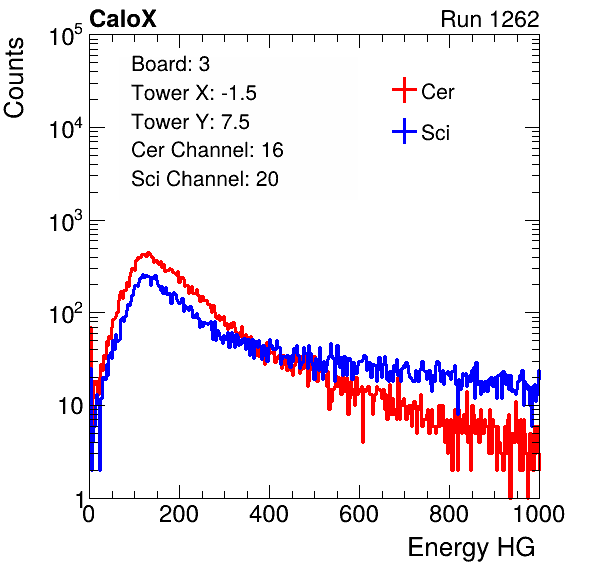 CaloX Run 1262
Counts
10^5
10^4
10^3
10^2
10
1
Board: 3
Tower X: -1.5
Tower Y: 7.5
Cer Channel: 16
Sci Channel: 20
Cer
Sci
0 200 400 600 800 1000
Energy HG